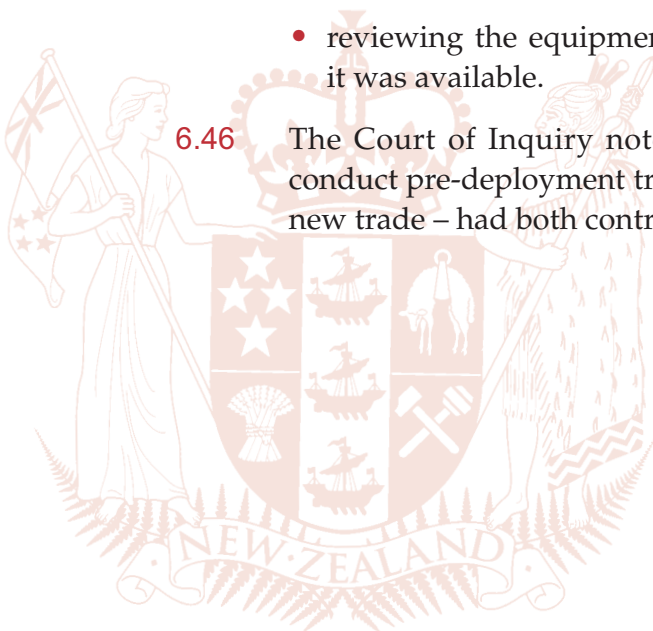 • reviewing the equipmen
it was available.
6.46 The Court of Inquiry not
conduct pre-deployment tr
new trade – had both contr
NEW·ZEALAND